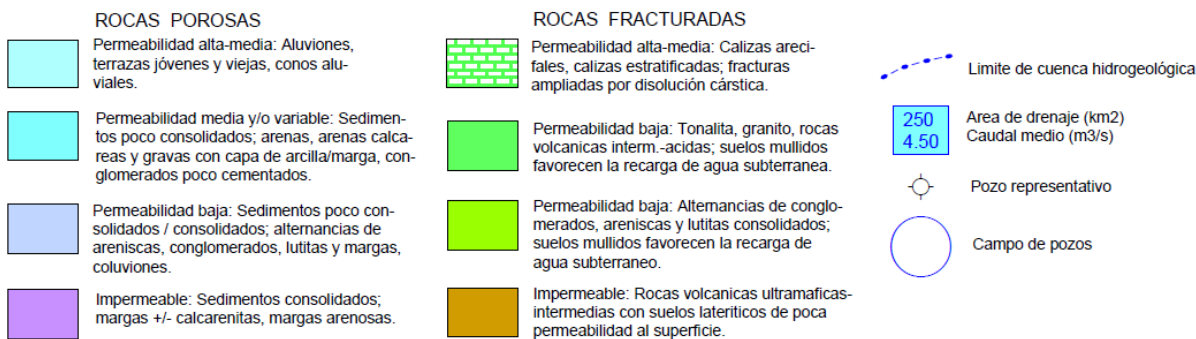 ROCAS POROSAS
Permeabilidad alta-media: Aluviones,
terrazas jóvenes y viejas, conos alu-
viales.
Permeabilidad media y/o variable: Sedimen-
tos poco consolidados; arenas, arenas calca-
reas y gravas con capa de arcilla/marga, con-
glomerados poco cementados.
Permeabilidad baja: Sedimentos poco con-
solidados / consolidados; alternancias de
areniscas, conglomerados, lutitas y margas,
coluviones.
Impermeable: Sedimentos consolidados;
margas +/- calcarenitas, margas arenosas.
ROCAS FRACTURADAS
Permeabilidad alta-media: Calizas areci-
fales, calizas estratificadas; fracturas
ampliadas por disolución cárstica.
Permeabilidad baja: Tonalita, granito, rocas
volcanicas interm.-acidas; suelos mullidos
favorecen la recarga de agua subterranea.
Permeabilidad baja: Alternancias de conglo-
merados, areniscas y lutitas consolidados;
suelos mullidos favorecen la recarga de
agua subterraneo.
Impermeable: Rocas volcanicas ultramaficas-
intermedias con suelos lateriticos de poca
permeabilidad al superficie.
Limite de cuenca hidrogeológica
250
4.50
Area de drenaje (km2)
Caudal medio (m3/s)
Pozo representativo
Campo de pozos